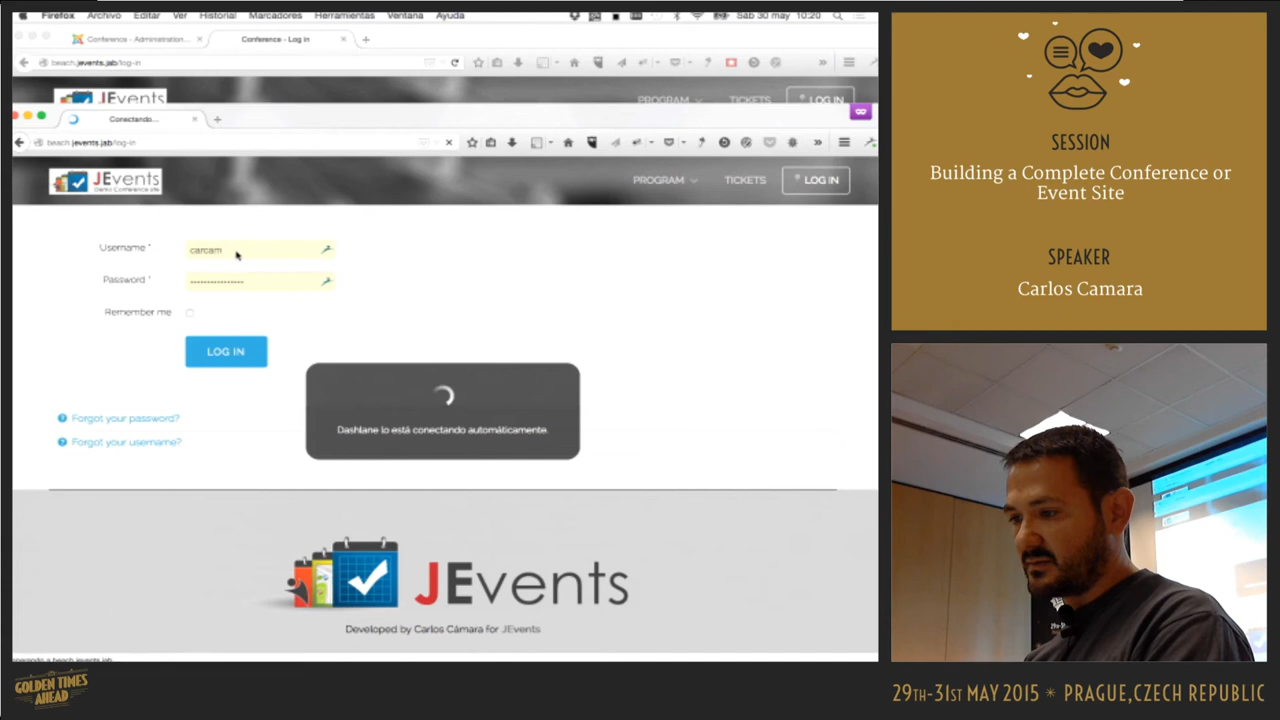 Firefox Archivo Editar Ver Historial Marcadores Herramientas Ventana Ayuda
Sáb 30 may 10:20
Conference - Administration...
Conference - Log in
beach.jevents.jab/log-in
JEvents
PROGRAM TICKETS LOG IN
Conectando...
beach.jevents.jab/log-in
JEvents
Demo Conference site
PROGRAM TICKETS LOG IN
Username *
carcam
Password *
Remember me
LOG IN
Forgot your password?
Forgot your username?
Dashlane lo está conectando automáticamente.
JEvents
Developed by Carlos Cámara for JEvents
SESSION
Building a Complete Conference or
Event Site
SPEAKER
Carlos Camara
GOLDEN TIMES
AHEAD
29TH-31ST MAY 2015 * PRAGUE,CZECH REPUBLIC